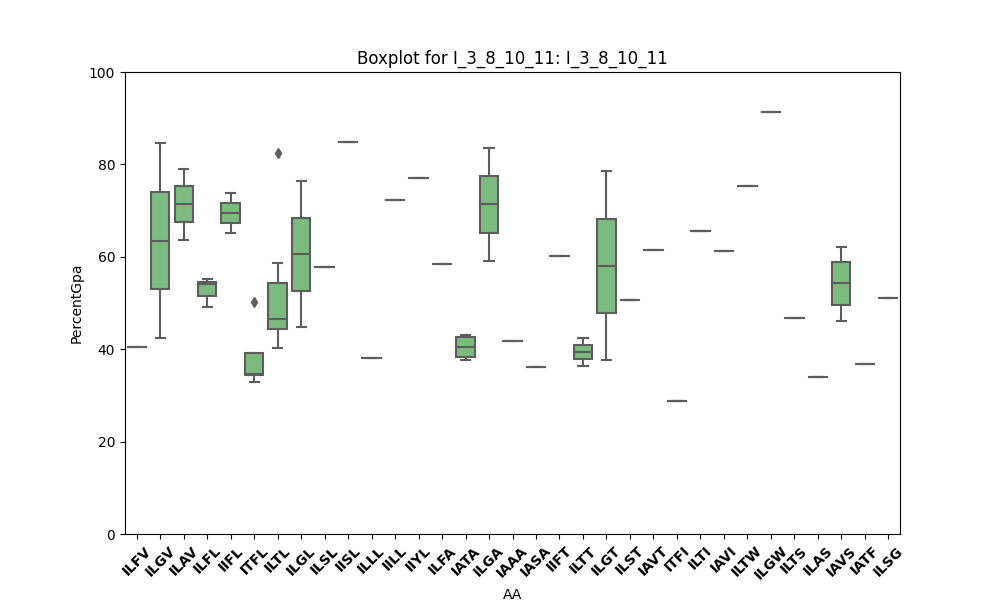 Boxplot for I_3_8_10_11: I_3_8_10_11
100
80
60
40
20
0
PercentGpa
ILFV ILGV ILAV ILFL IIFL ITFL ILTL ILGL ILSL IISL ILLL IILL IIYL ILFA IATA ILGA IAAA IASA IIFT ILTT ILGT ILST IAVT ITFI ILTI IAVI ILTW ILGW ILTS ILAS IAVS IATF ILSG
AA